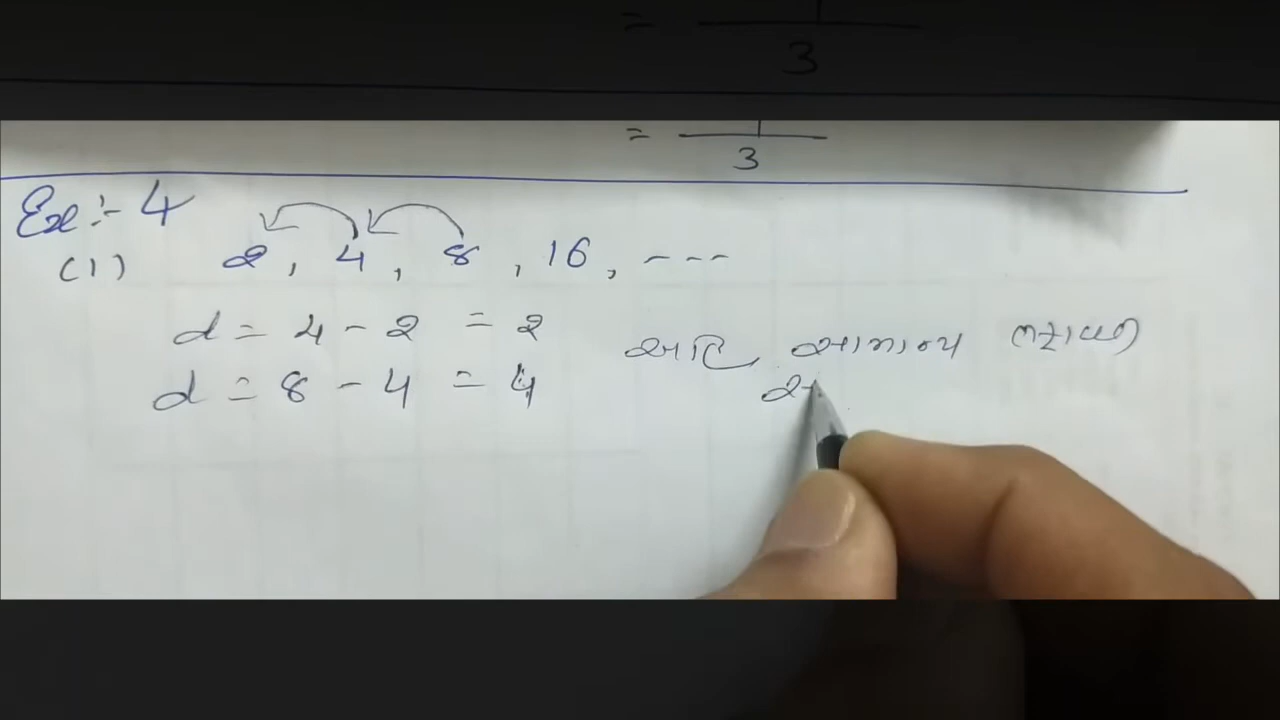 = 1/3
= 1/3
Ex:- 4
(1) 2, 4, 8, 16, ---
d = 4 - 2 = 2
d = 8 - 4 = 4
અહિ સામાન્ય તફાવત
સ